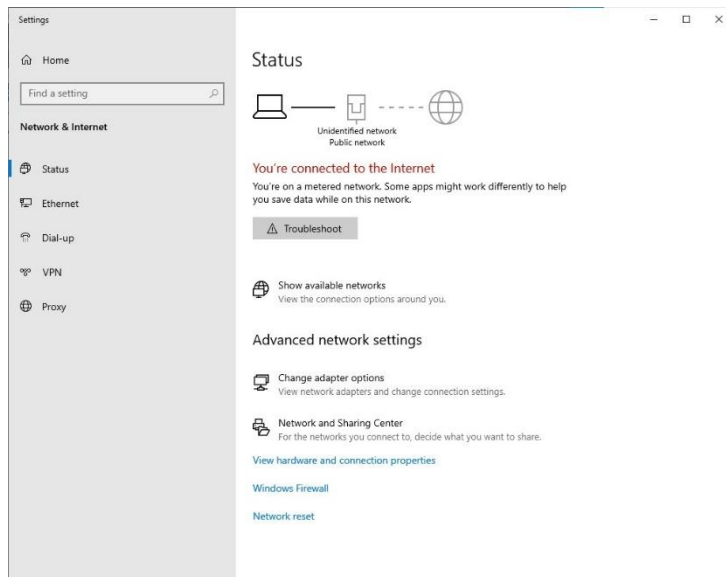 Settings
Home
Find a setting
Network & Internet
Status
Ethernet
Dial-up
VPN
Proxy
Status
Unidentified network
Public network
You're connected to the Internet
You're on a metered network. Some apps might work differently to help
you save data while on this network.
Troubleshoot
Show available networks
View the connection options around you.
Advanced network settings
Change adapter options
View network adapters and change connection settings.
Network and Sharing Center
For the networks you connect to, decide what you want to share.
View hardware and connection properties
Windows Firewall
Network reset